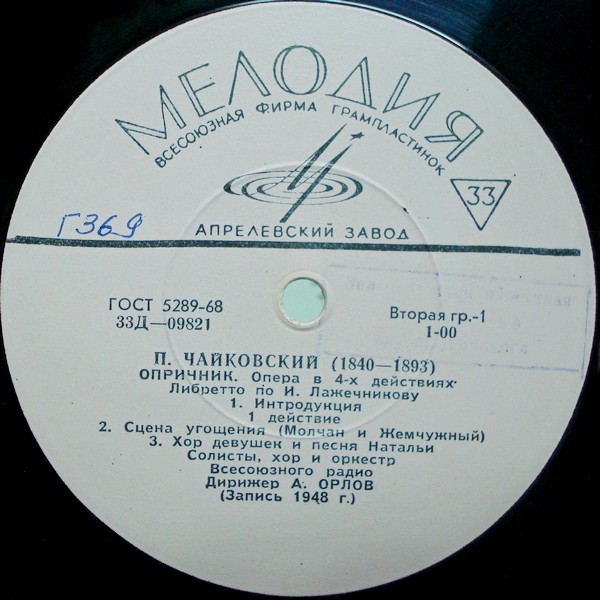 МЕЛОДИЯ
ВСЕСОЮЗНАЯ ФИРМА ГРАМПЛАСТИНОК
33
АПРЕЛЕВСКИЙ ЗАВОД
Г369
ГОСТ 5289-68
33Д—09821
Вторая гр.-1
1-00
П. ЧАЙКОВСКИЙ (1840—1893)
ОПРИЧНИК. Опера в 4-х действиях
Либретто по И. Лажечникову
1. Интродукция
1 действие
2. Сцена угощения (Молчан и Жемчужный)
3. Хор девушек и песня Натальи
Солисты, хор и оркестр
Всесоюзного радио
Дирижер А. ОРЛОВ
(Запись 1948 г.)